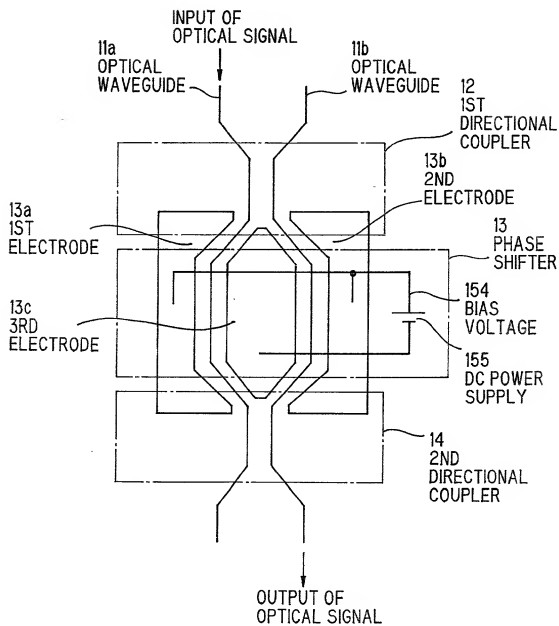 INPUT OF
OPTICAL SIGNAL
11a
OPTICAL
WAVEGUIDE
11b
OPTICAL
WAVEGUIDE
12
1ST
DIRECTIONAL
COUPLER
13a
1ST
ELECTRODE
13b
2ND
ELECTRODE
13
PHASE
SHIFTER
13c
3RD
ELECTRODE
154
BIAS
VOLTAGE
155
DC POWER
SUPPLY
14
2ND
DIRECTIONAL
COUPLER
OUTPUT OF
OPTICAL SIGNAL